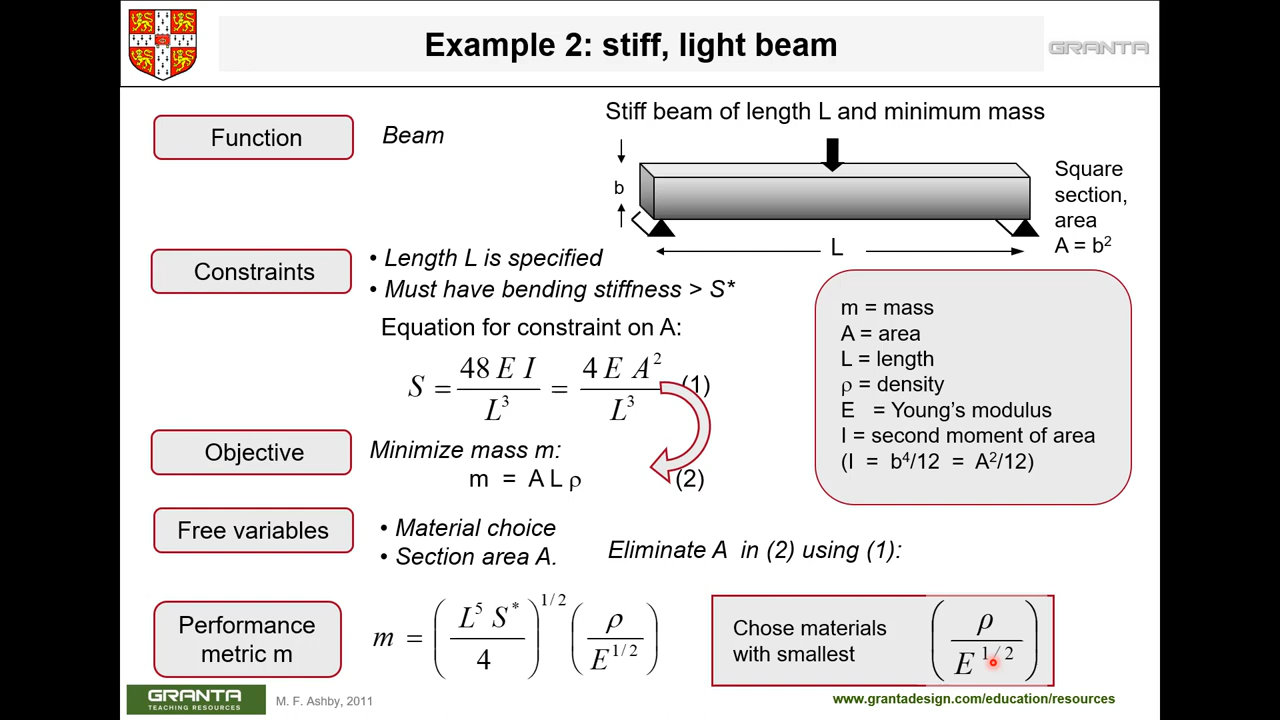 Example 2: stiff, light beam
GRANTA
Stiff beam of length L and minimum mass
Function
Beam
b
L
Square
section,
area
A = b²
Constraints
• Length L is specified
• Must have bending stiffness > S*
Equation for constraint on A:
S = 48 E I / L³ = 4 E A² / L³ (1)
m = mass
A = area
L = length
ρ = density
E = Young's modulus
I = second moment of area
(I = b⁴/12 = A²/12)
Objective
Minimize mass m:
m = A L ρ (2)
Free variables
• Material choice
• Section area A.
Eliminate A in (2) using (1):
Performance
metric m
m = (L⁵ S* / 4)^1/2 (ρ / E^1/2)
Chose materials
with smallest
(ρ / E^1/2)
GRANTA
TEACHING RESOURCES
M. F. Ashby, 2011
www.grantadesign.com/education/resources